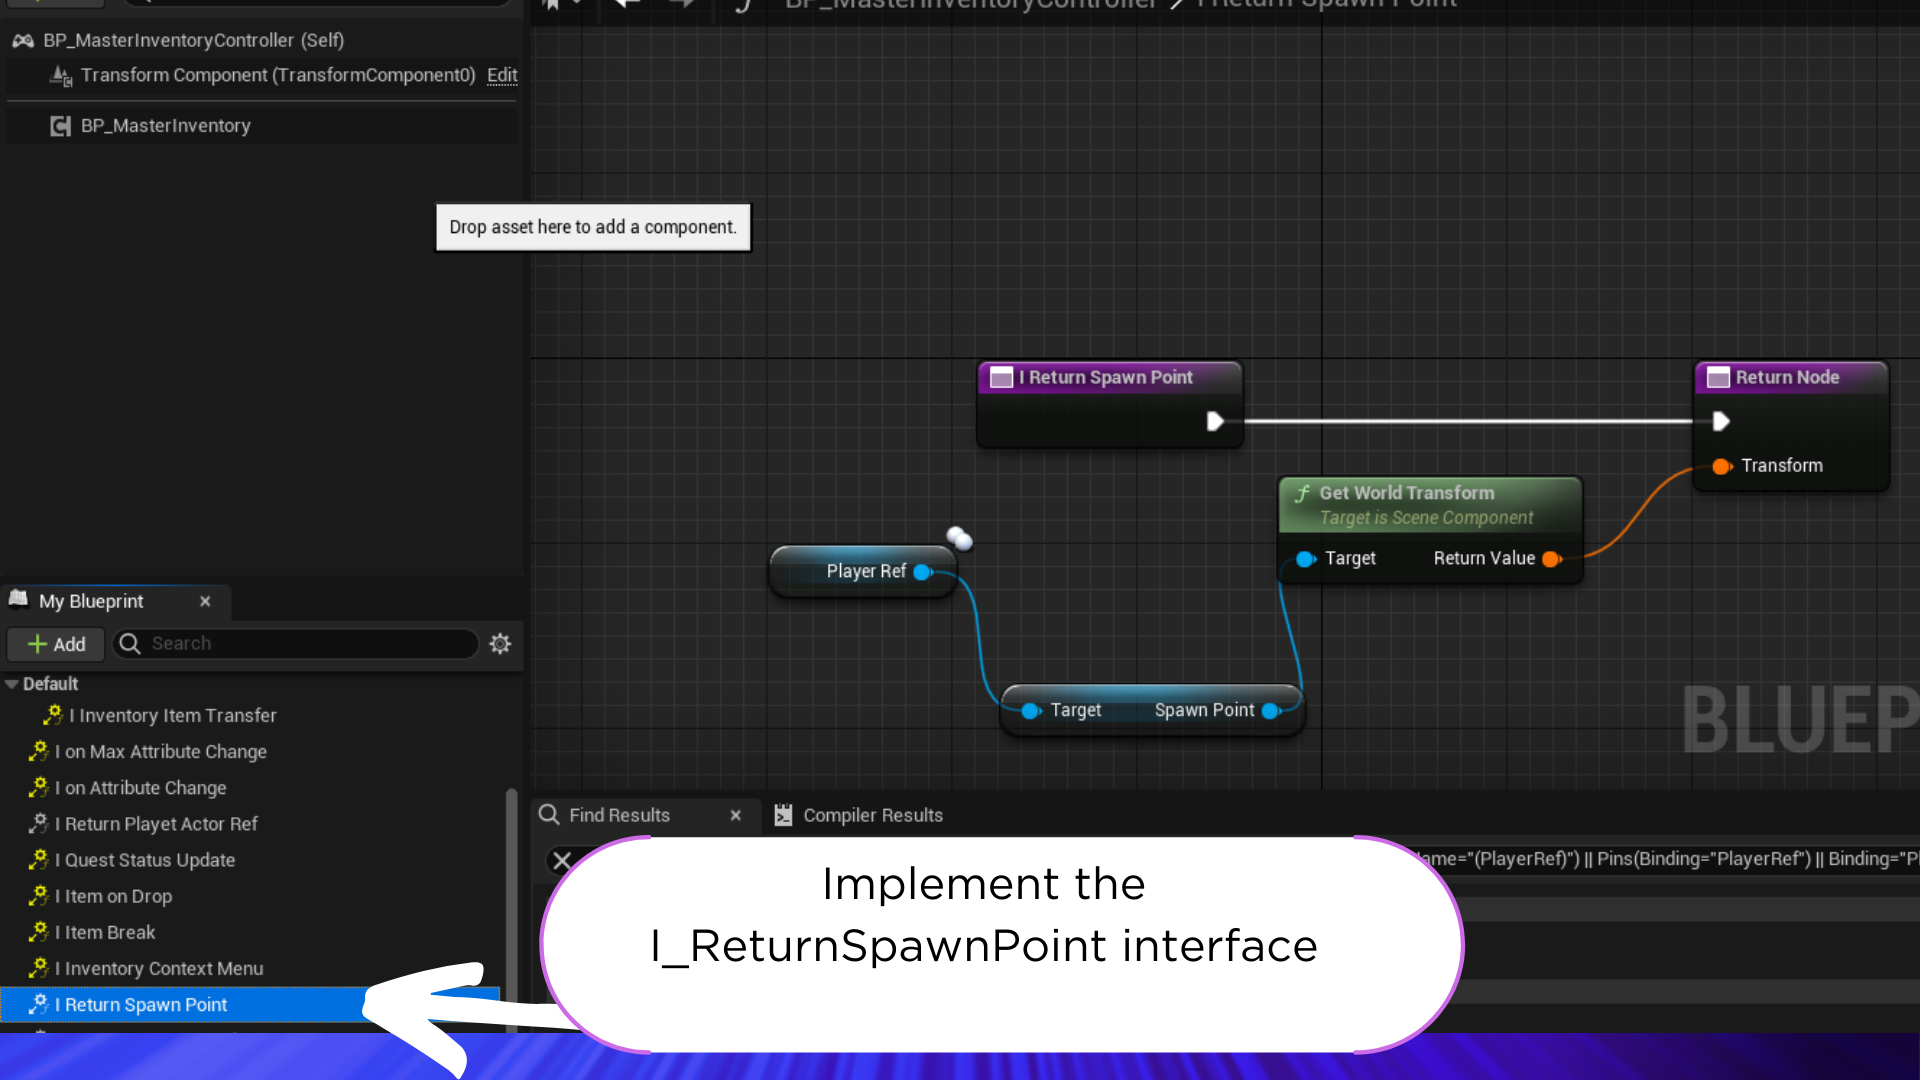 BP_MasterInventoryController
I Return Spawn Point
BP_MasterInventoryController (Self)
Transform Component (TransformComponent0) Edit
BP_MasterInventory
Drop asset here to add a component.
I Return Spawn Point
Return Node
Transform
Get World Transform
Target is Scene Component
Target Return Value
Player Ref
Target Spawn Point
BLUEP
My Blueprint
Add Search
Default
I Inventory Item Transfer
I on Max Attribute Change
I on Attribute Change
I Return Playet Actor Ref
I Quest Status Update
I Item on Drop
I Item Break
I Inventory Context Menu
I Return Spawn Point
Find Results
Compiler Results
ame="(PlayerRef)") || Pins(Binding="PlayerRef") || Binding="Pl
Implement the
I_ReturnSpawnPoint interface